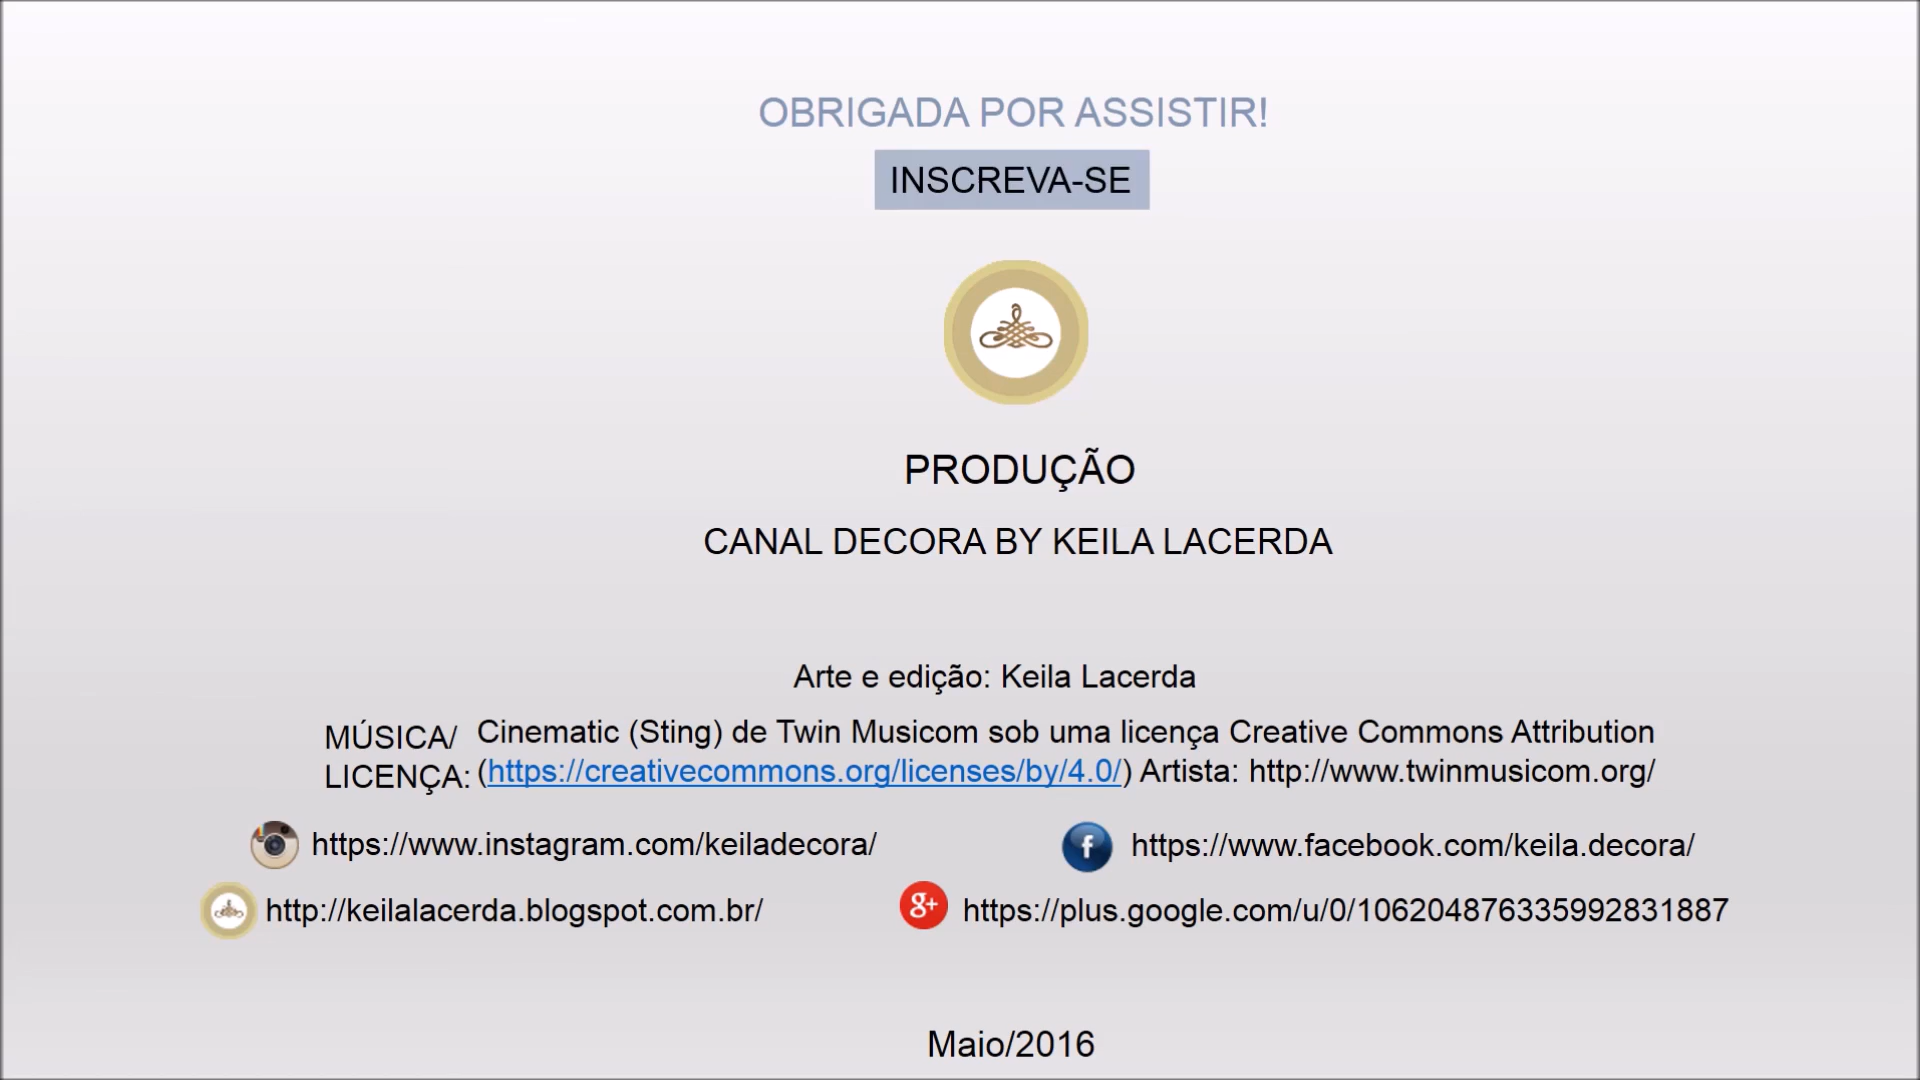 OBRIGADA POR ASSISTIR!
INSCREVA-SE
PRODUÇÃO
CANAL DECORA BY KEILA LACERDA
Arte e edição: Keila Lacerda
MÚSICA/ Cinematic (Sting) de Twin Musicom sob uma licença Creative Commons Attribution
LICENÇA: (https://creativecommons.org/licenses/by/4.0/) Artista: http://www.twinmusicom.org/
https://www.instagram.com/keiladecora/
f https://www.facebook.com/keila.decora/
http://keilalacerda.blogspot.com.br/
g+ https://plus.google.com/u/0/106204876335992831887
Maio/2016